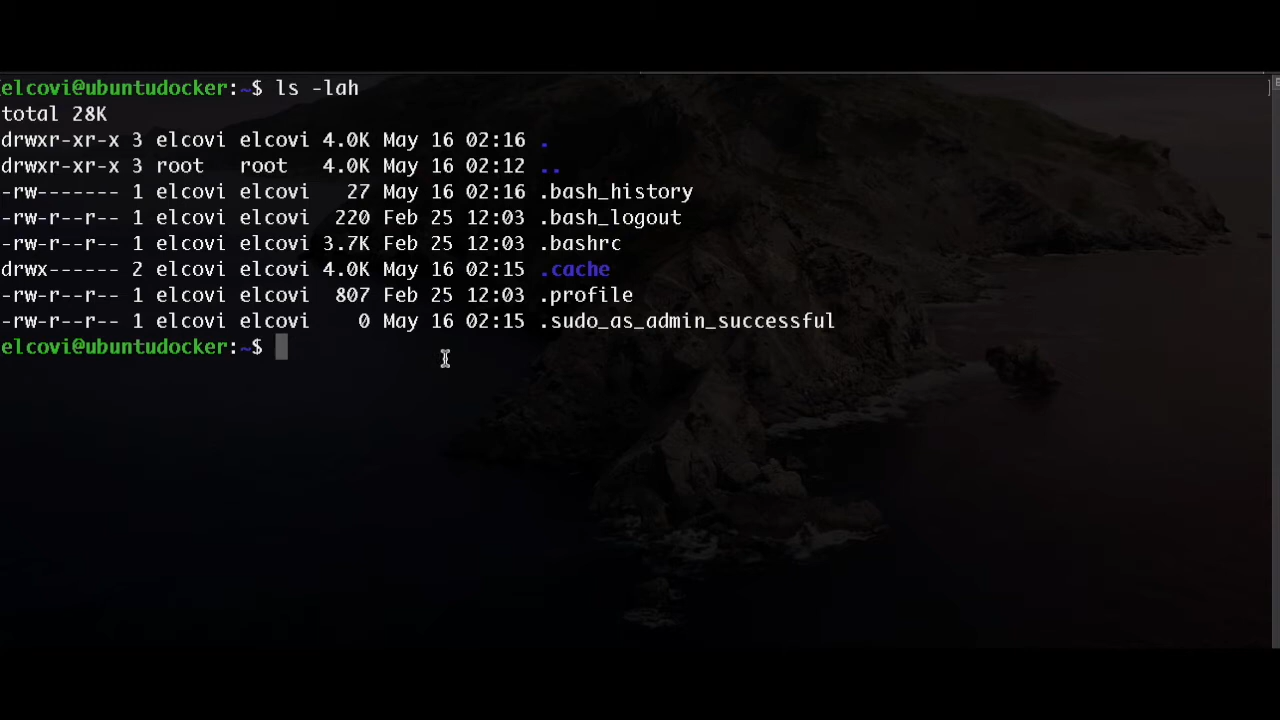 elcovi@ubuntudocker:~$ ls -lah
total 28K
drwxr-xr-x 3 elcovi elcovi 4.0K May 16 02:16 .
drwxr-xr-x 3 root   root   4.0K May 16 02:12 ..
-rw------- 1 elcovi elcovi   27 May 16 02:16 .bash_history
-rw-r--r-- 1 elcovi elcovi  220 Feb 25 12:03 .bash_logout
-rw-r--r-- 1 elcovi elcovi 3.7K Feb 25 12:03 .bashrc
drwx------ 2 elcovi elcovi 4.0K May 16 02:15 .cache
-rw-r--r-- 1 elcovi elcovi  807 Feb 25 12:03 .profile
-rw-r--r-- 1 elcovi elcovi    0 May 16 02:15 .sudo_as_admin_successful
elcovi@ubuntudocker:~$